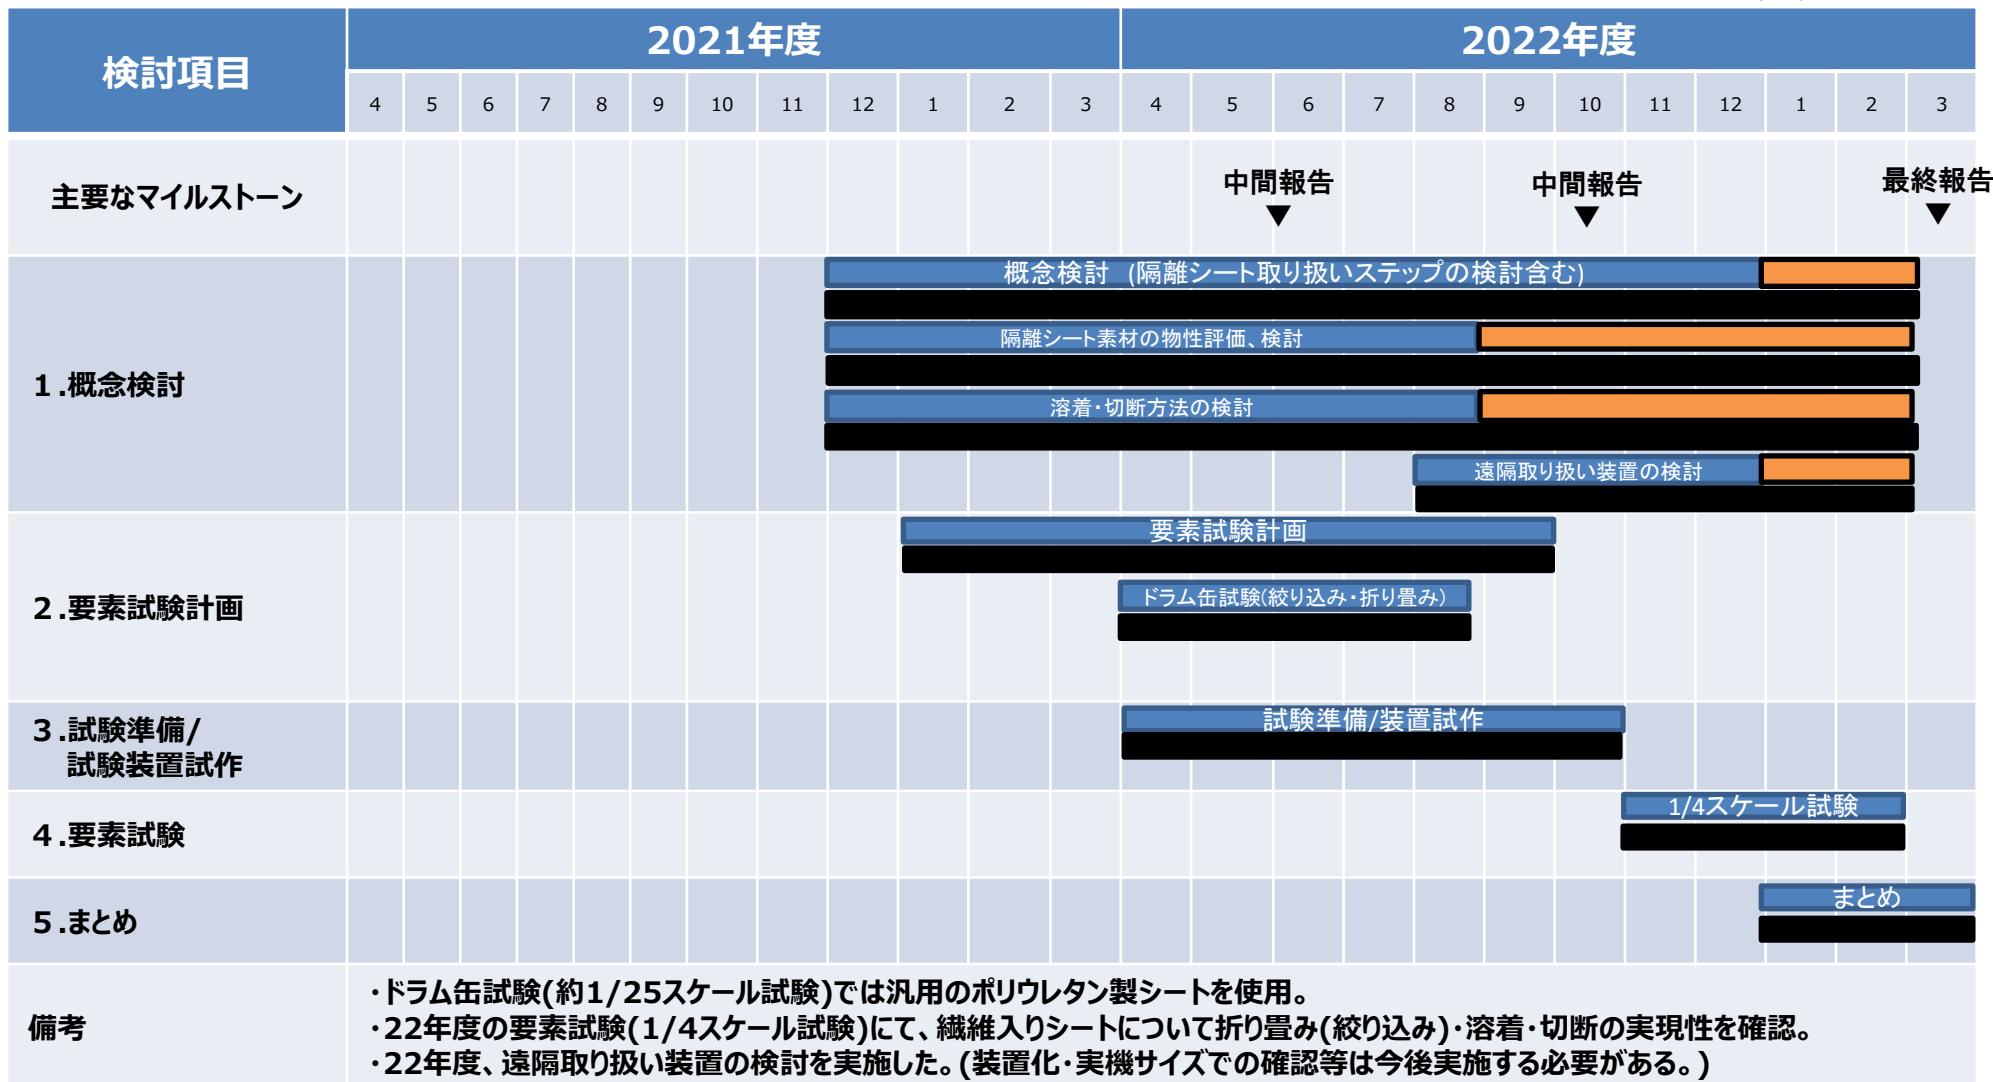 検討項目
2021年度
2022年度
4 5 6 7 8 9 10 11 12 1 2 3 4 5 6 7 8 9 10 11 12 1 2 3
主要なマイルストーン
中間報告
▼
中間報告
▼
最終報告
▼
１.概念検討
概念検討 (隔離シート取り扱いステップの検討含む)
隔離シート素材の物性評価、検討
溶着・切断方法の検討
遠隔取り扱い装置の検討
２.要素試験計画
要素試験計画
ドラム缶試験(絞り込み・折り畳み)
３.試験準備/
試験装置試作
試験準備/装置試作
４.要素試験
1/4スケール試験
５.まとめ
まとめ
備考
・ドラム缶試験(約1/25スケール試験)では汎用のポリウレタン製シートを使用。
・22年度の要素試験(1/4スケール試験)にて、繊維入りシートについて折り畳み(絞り込み)・溶着・切断の実現性を確認。
・22年度、遠隔取り扱い装置の検討を実施した。(装置化・実機サイズでの確認等は今後実施する必要がある。)